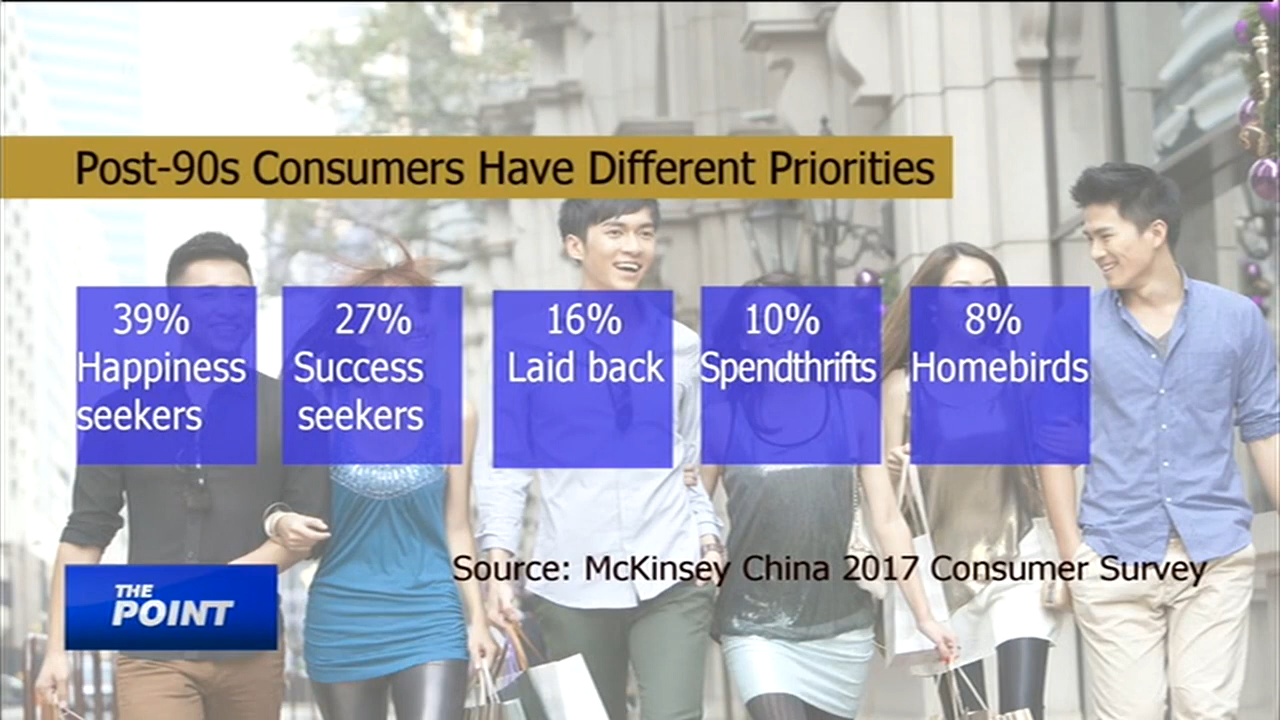 Post-90s Consumers Have Different Priorities
39%
Happiness
seekers
27%
Success
seekers
16%
Laid back
10%
Spendthrifts
8%
Homebirds
Source: McKinsey China 2017 Consumer Survey
THE
POINT